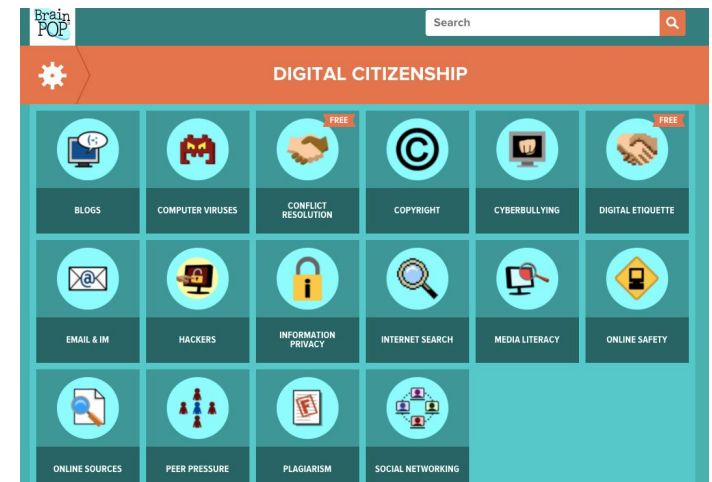 Brain
POP
Search
DIGITAL CITIZENSHIP
BLOGS
COMPUTER VIRUSES
FREE
CONFLICT
RESOLUTION
©
COPYRIGHT
CYBERBULLYING
FREE
DIGITAL ETIQUETTE
@
EMAIL & IM
HACKERS
i
INFORMATION
PRIVACY
INTERNET SEARCH
MEDIA LITERACY
ONLINE SAFETY
ONLINE SOURCES
PEER PRESSURE
F
PLAGIARISM
SOCIAL NETWORKING